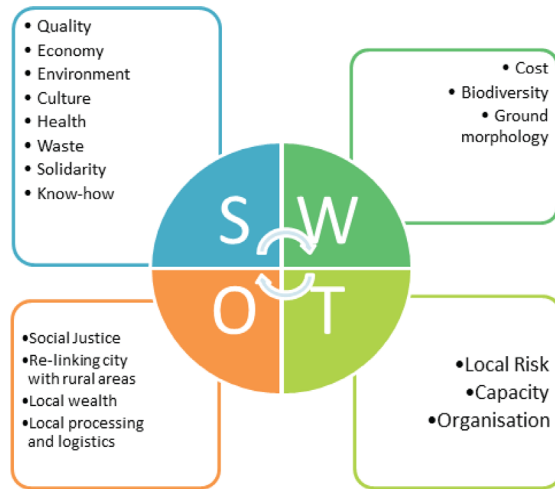 • Quality
• Economy
• Environment
• Culture
• Health
• Waste
• Solidarity
• Know-how
• Cost
• Biodiversity
• Ground
morphology
S
W
O
T
•Social Justice
•Re-linking city
with rural areas
•Local wealth
•Local processing
and logistics
•Local Risk
•Capacity
•Organisation